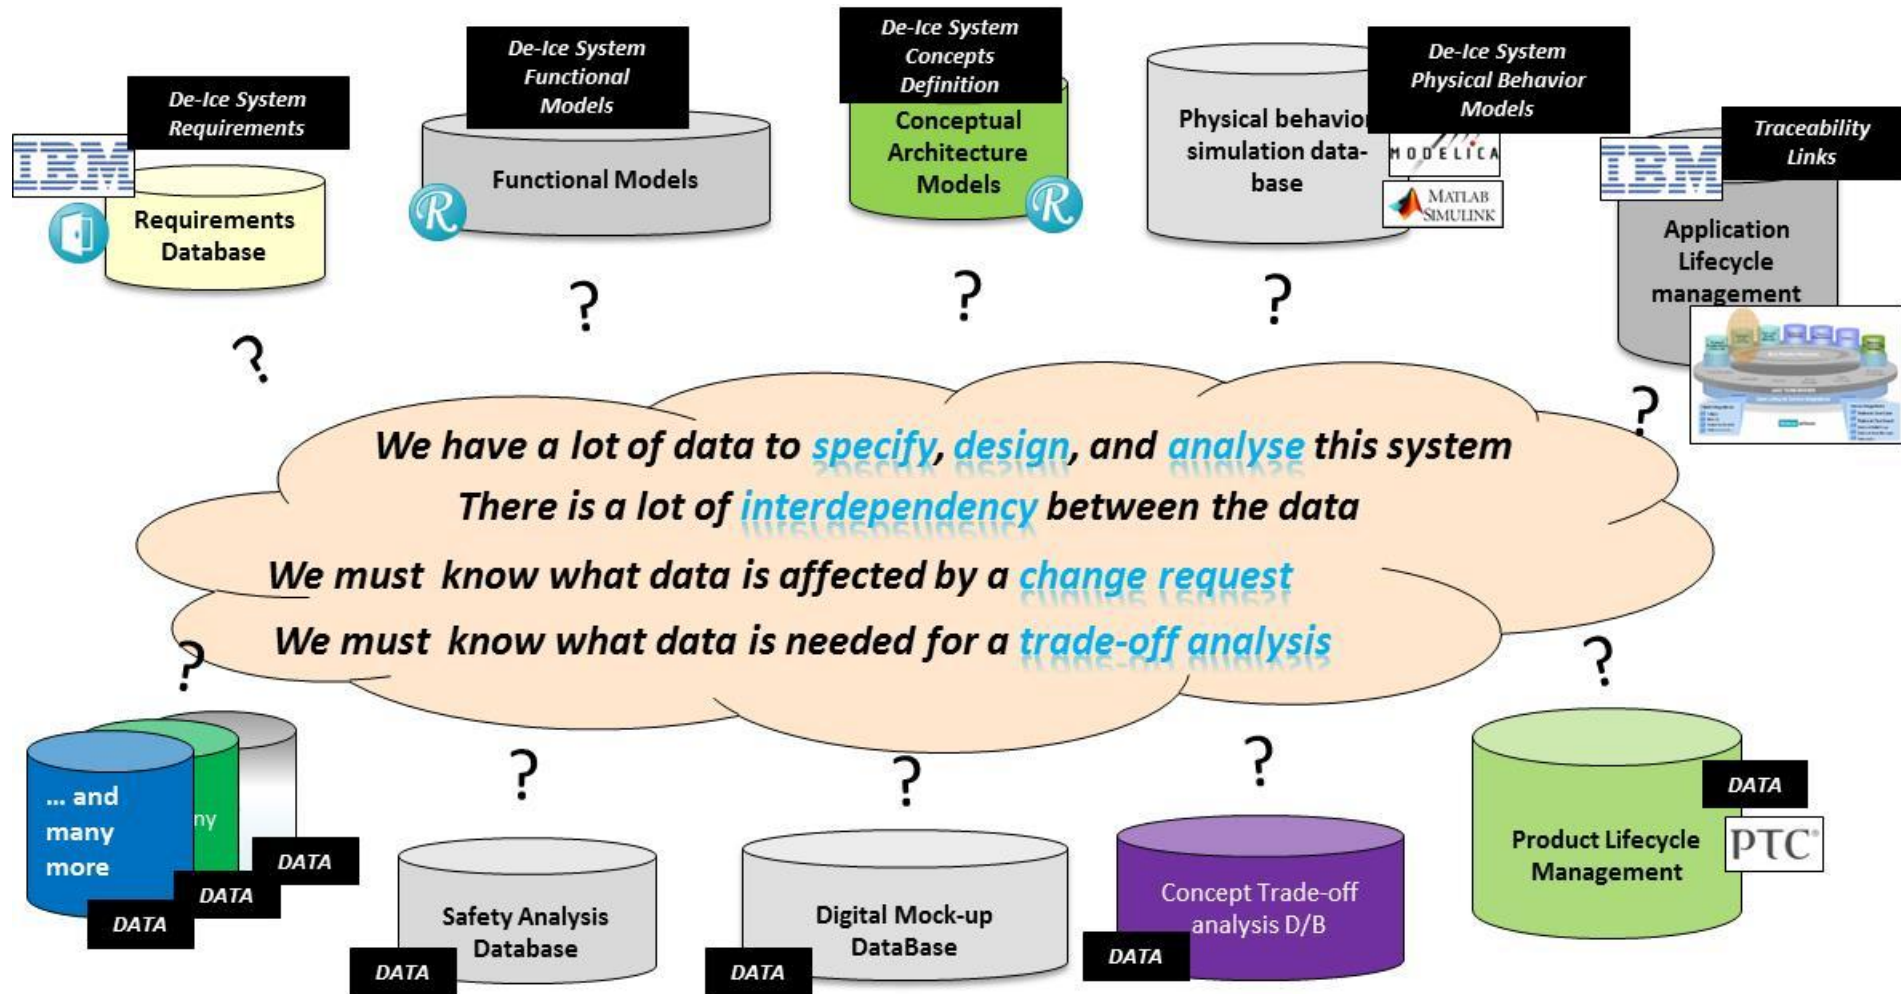 De-Ice System
Requirements
IBM
Requirements
Database
De-Ice System
Functional
Models
Functional Models
R
De-Ice System
Concepts
Definition
Conceptual
Architecture
Models
R
Physical behavior
simulation data-
base
De-Ice System
Physical Behavior
Models
MODELICA
MATLAB
SIMULINK
IBM
Traceability
Links
Application
Lifecycle
management
?
?
?
?
?
We have a lot of data to specify, design, and analyse this system
There is a lot of interdependency between the data
We must know what data is affected by a change request
We must know what data is needed for a trade-off analysis
?
?
?
?
?
... and
many
more
ny
DATA
DATA
DATA
Safety Analysis
Database
DATA
Digital Mock-up
DataBase
DATA
Concept Trade-off
analysis D/B
DATA
Product Lifecycle
Management
DATA
PTC®